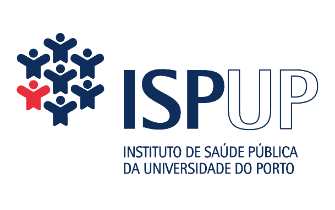 ISPUP
INSTITUTO DE SAÚDE PÚBLICA
DA UNIVERSIDADE DO PORTO